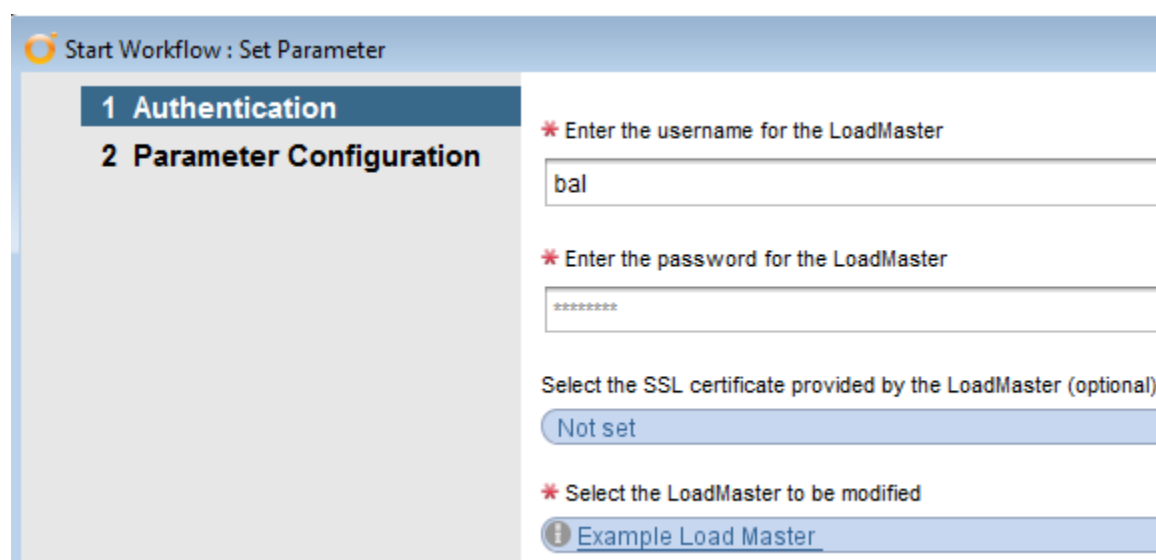 Start Workflow : Set Parameter
1 Authentication
2 Parameter Configuration
* Enter the username for the LoadMaster
bal
* Enter the password for the LoadMaster
********
Select the SSL certificate provided by the LoadMaster (optional)
Not set
* Select the LoadMaster to be modified
Example Load Master